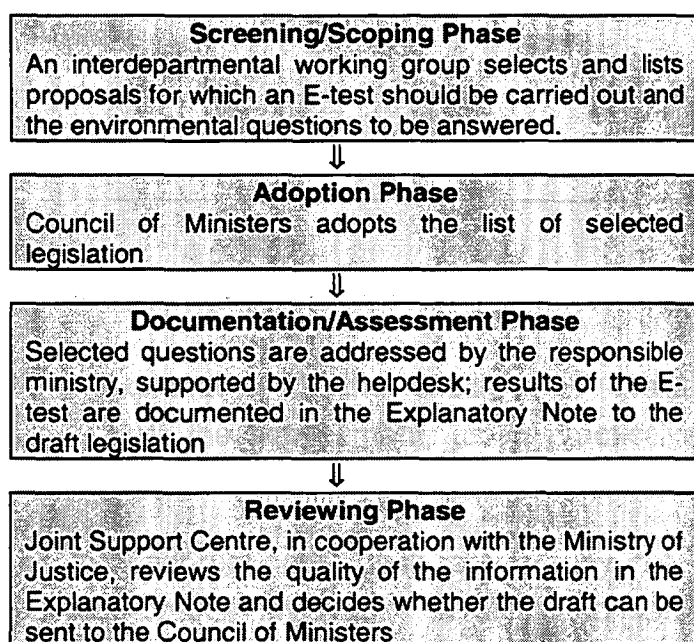 Screening/Scoping Phase
An interdepartmental working group selects and lists
proposals for which an E-test should be carried out and
the environmental questions to be answered.
⇓
Adoption Phase
Council of Ministers adopts the list of selected
legislation
⇓
Documentation/Assessment Phase
Selected questions are addressed by the responsible
ministry, supported by the helpdesk; results of the E-
test are documented in the Explanatory Note to the
draft legislation
⇓
Reviewing Phase
Joint Support Centre, in cooperation with the Ministry of
Justice, reviews the quality of the information in the
Explanatory Note and decides whether the draft can be
sent to the Council of Ministers